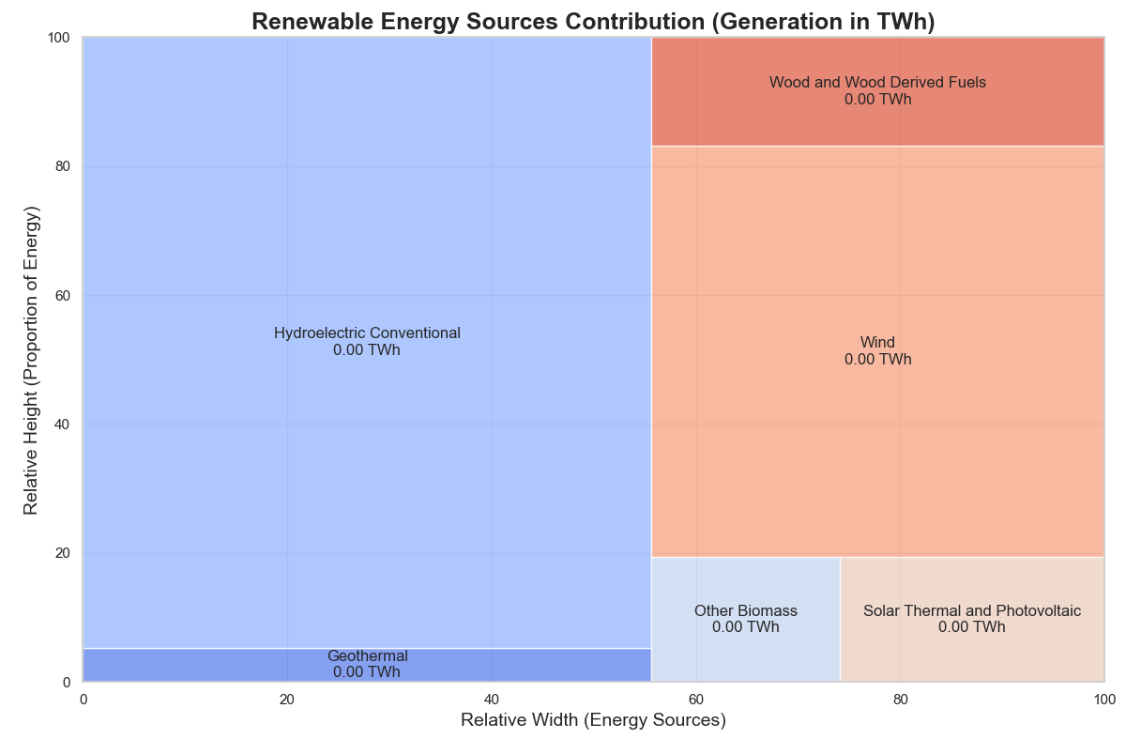 Renewable Energy Sources Contribution (Generation in TWh)
Relative Height (Proportion of Energy)
100
80
60
40
20
0
Hydroelectric Conventional
0.00 TWh
Geothermal
0.00 TWh
Wood and Wood Derived Fuels
0.00 TWh
Wind
0.00 TWh
Other Biomass
0.00 TWh
Solar Thermal and Photovoltaic
0.00 TWh
0 20 40 60 80 100
Relative Width (Energy Sources)